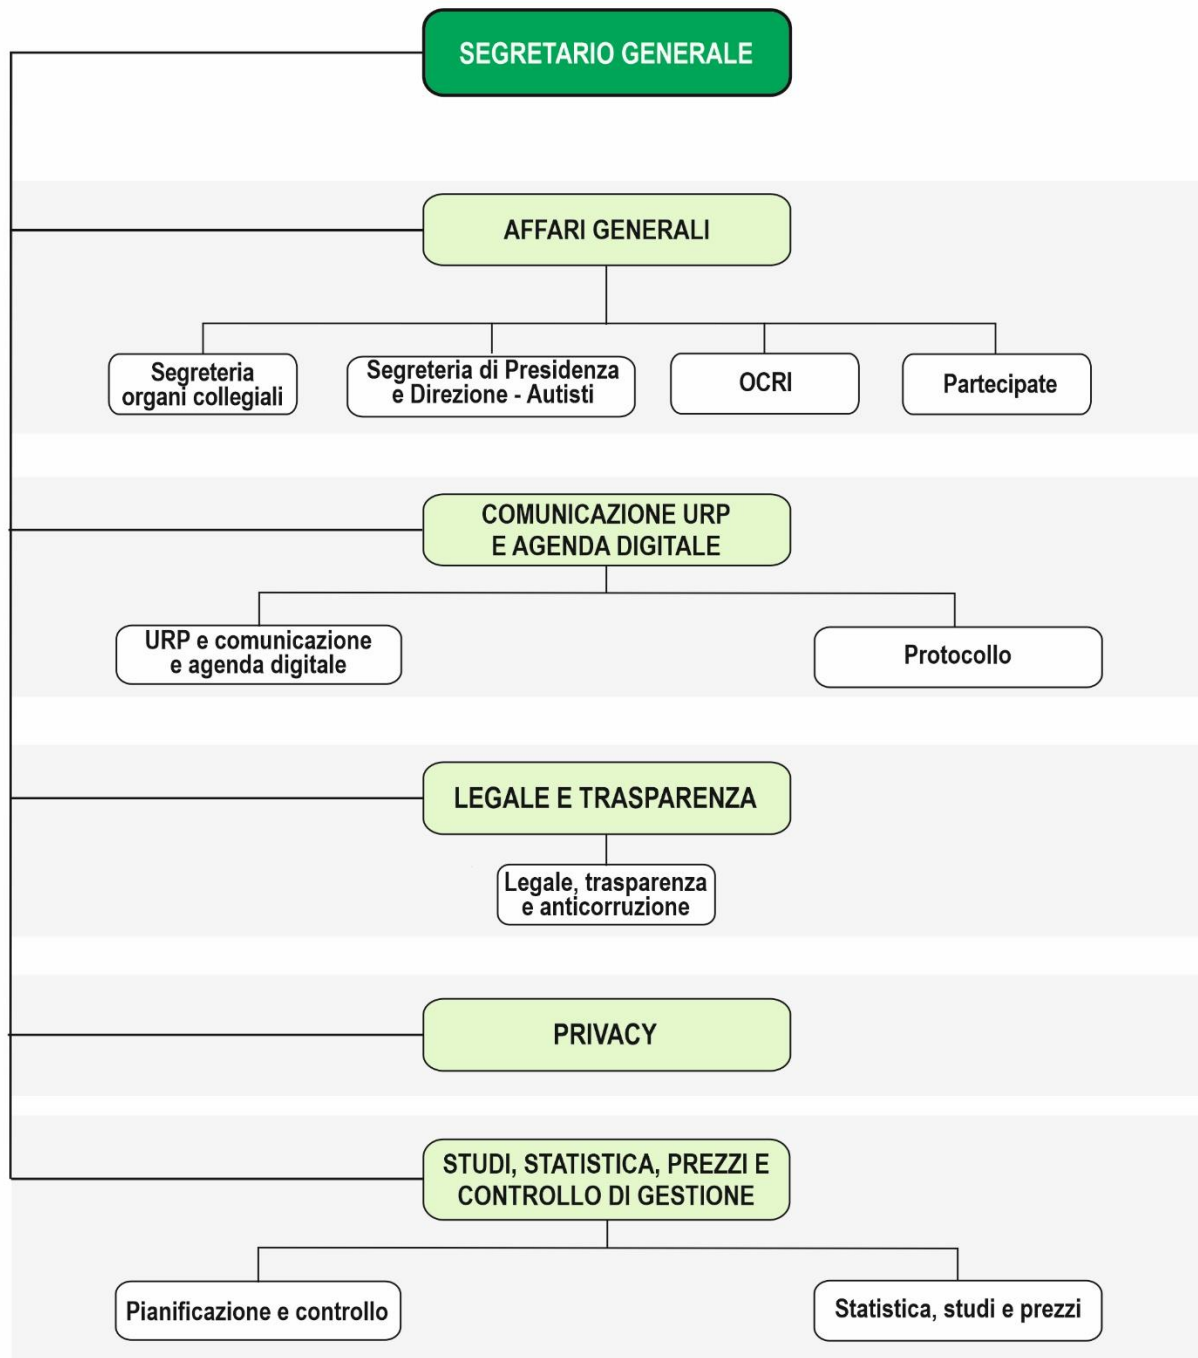 SEGRETARIO GENERALE
AFFARI GENERALI
Segreteria
organi collegiali
Segreteria di Presidenza
e Direzione - Autisti
OCRI
Partecipate
COMUNICAZIONE URP
E AGENDA DIGITALE
URP e comunicazione
e agenda digitale
Protocollo
LEGALE E TRASPARENZA
Legale, trasparenza
e anticorruzione
PRIVACY
STUDI, STATISTICA, PREZZI E
CONTROLLO DI GESTIONE
Pianificazione e controllo
Statistica, studi e prezzi